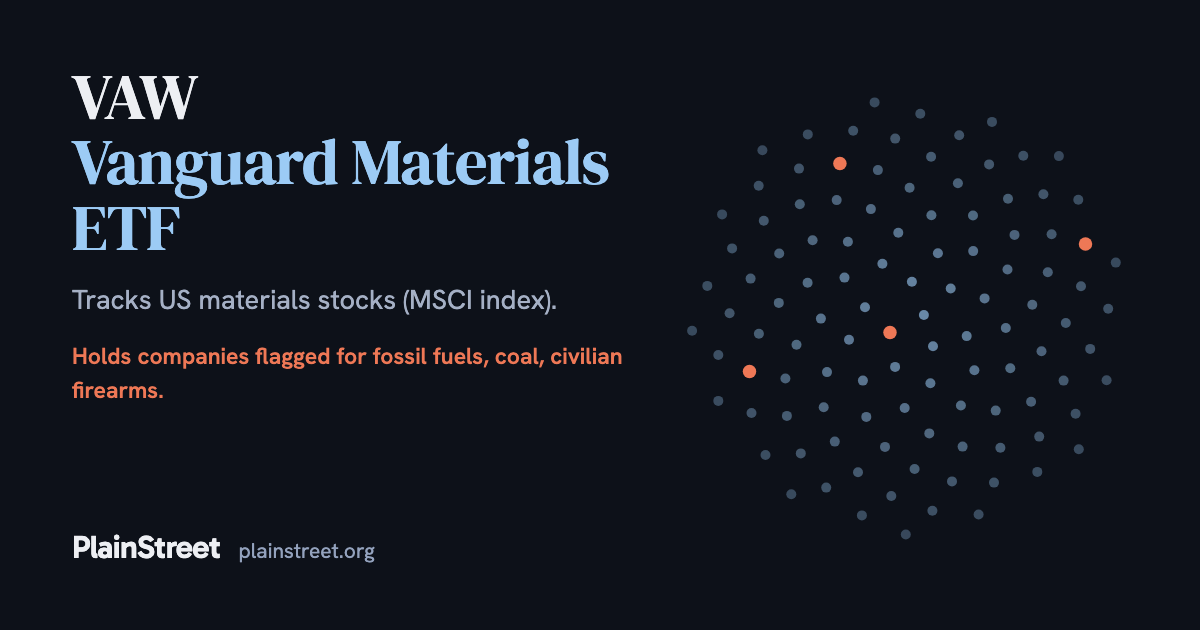 VAW
Vanguard Materials
ETF
Tracks US materials stocks (MSCI index).
Holds companies flagged for fossil fuels, coal, civilian
firearms.
PlainStreet plainstreet.org